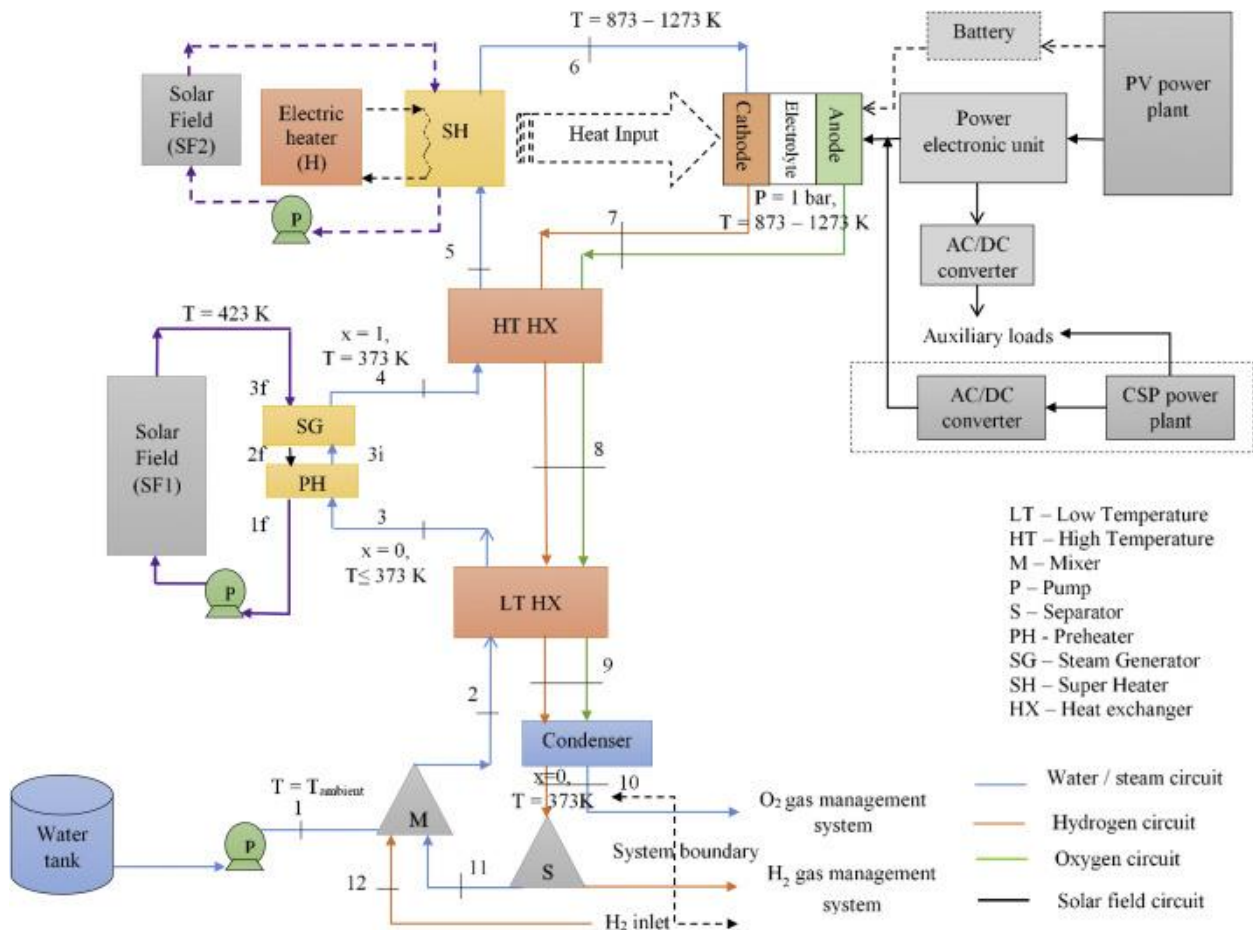 T = 873 – 1273 K
6
Solar
Field
(SF2)
Electric
heater
(H)
SH
Heat Input
Cathode
Electrolyte
Anode
Battery
Power
electronic unit
PV power
plant
P
P = 1 bar,
T = 873 – 1273 K
7
5
AC/DC
converter
HT HX
Auxiliary loads
T = 423 K
x = 1,
T = 373 K
4
3f
SG
2f
3i
PH
1f
Solar
Field
(SF1)
8
AC/DC
converter
CSP power
plant
3
x = 0,
T≤ 373 K
P
LT HX
9
2
LT – Low Temperature
HT – High Temperature
M – Mixer
P – Pump
S – Separator
PH - Preheater
SG – Steam Generator
SH – Super Heater
HX – Heat exchanger
Condenser
x=0,
10
T = 373K
T = Tambient
1
M
Water
tank
P
O2 gas management
system
System boundary
S
11
12
H2 gas management
system
H2 inlet
Water / steam circuit
Hydrogen circuit
Oxygen circuit
Solar field circuit